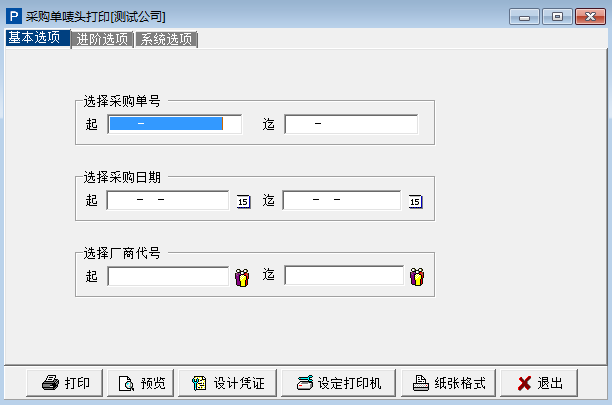 P 采购单唛头打印[测试公司]
基本选项 进阶选项 系统选项
选择采购单号
起 - 迄 -
选择采购日期
起 - - 15 迄 - - 15
选择厂商代号
起 迄
打印 预览 设计凭证 设定打印机 纸张格式 退出